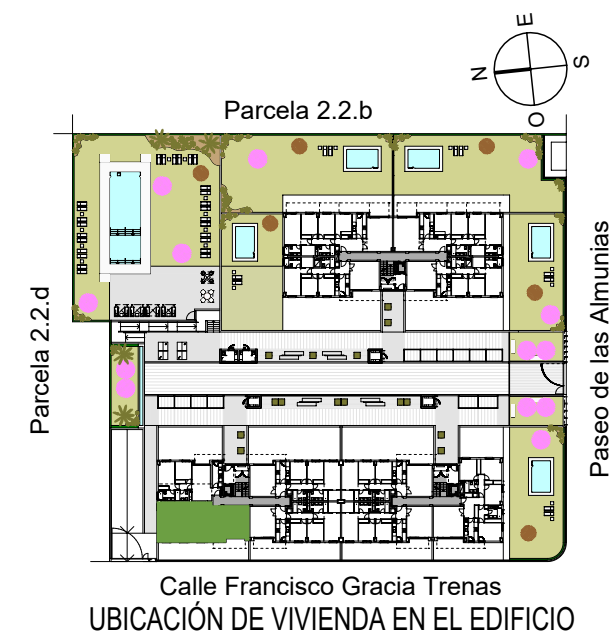 E
N
S
O
Parcela 2.2.b
Parcela 2.2.d
Paseo de las Almunias
Calle Francisco Gracia Trenas
UBICACIÓN DE VIVIENDA EN EL EDIFICIO